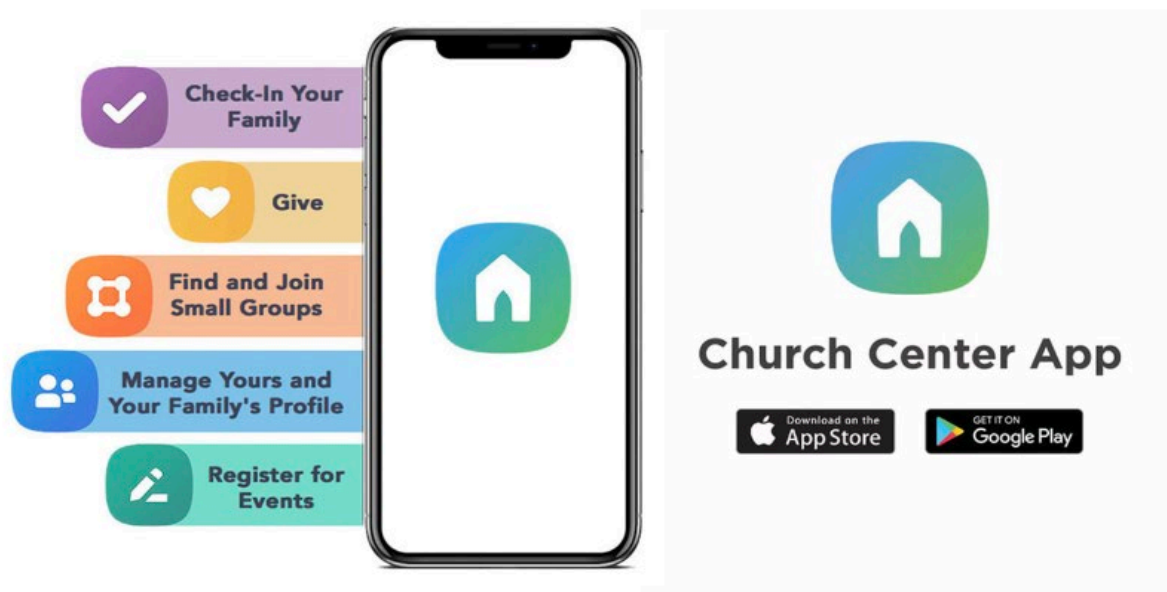 Check-In Your
Family
Give
Find and Join
Small Groups
Manage Yours and
Your Family's Profile
Register for
Events
Church Center App
Download on the
App Store
GET IT ON
Google Play